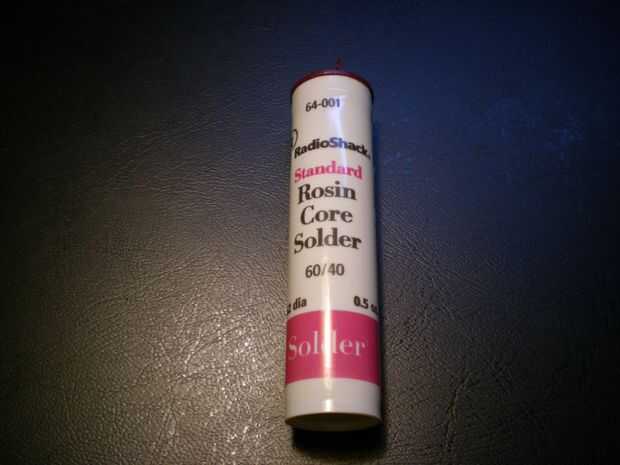 64-001
RadioShack
Standard
Rosin
Core
Solder
60/40
dia 0.5
Solder